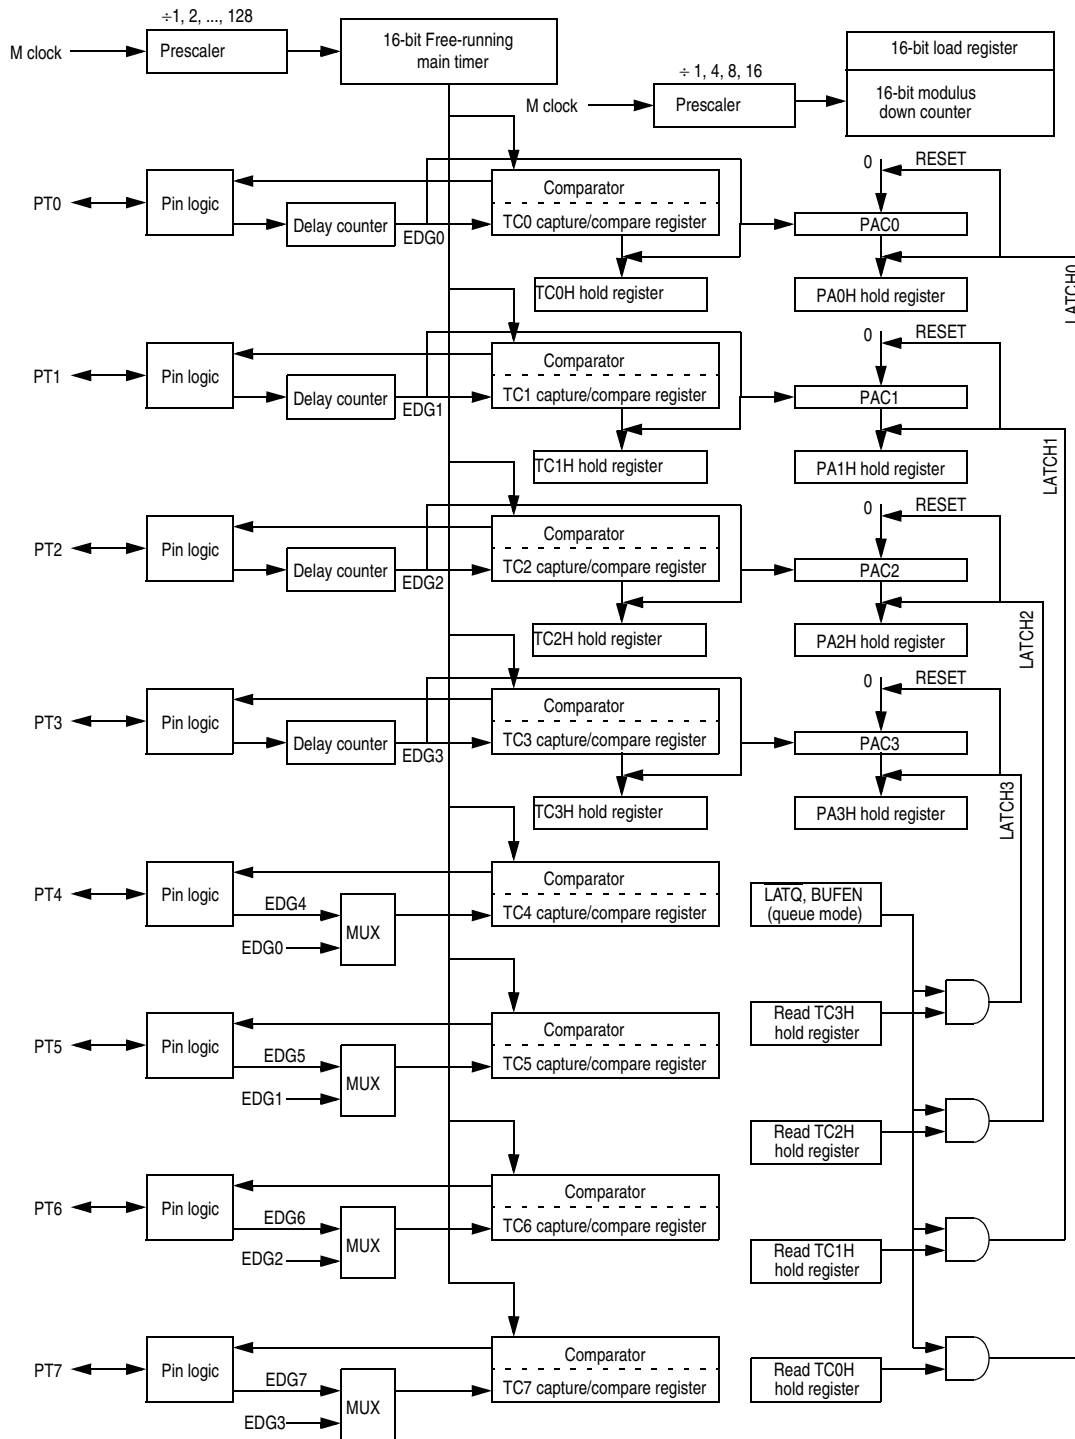 ÷1, 2, ..., 128
M clock
Prescaler
16-bit Free-running
main timer
16-bit load register
÷ 1, 4, 8, 16
M clock
Prescaler
16-bit modulus
down counter
PT0
Pin logic
Delay counter
EDG0
Comparator
TC0 capture/compare register
TC0H hold register
0
RESET
PAC0
PA0H hold register
LATCH0
PT1
Pin logic
Delay counter
EDG1
Comparator
TC1 capture/compare register
TC1H hold register
0
RESET
PAC1
PA1H hold register
LATCH1
PT2
Pin logic
Delay counter
EDG2
Comparator
TC2 capture/compare register
TC2H hold register
0
RESET
PAC2
PA2H hold register
LATCH2
PT3
Pin logic
Delay counter
EDG3
Comparator
TC3 capture/compare register
TC3H hold register
0
RESET
PAC3
PA3H hold register
LATCH3
PT4
Pin logic
EDG4
EDG0
MUX
Comparator
TC4 capture/compare register
LATQ, BUFEN
(queue mode)
Read TC3H
hold register
PT5
Pin logic
EDG5
EDG1
MUX
Comparator
TC5 capture/compare register
Read TC2H
hold register
PT6
Pin logic
EDG6
EDG2
MUX
Comparator
TC6 capture/compare register
Read TC1H
hold register
PT7
Pin logic
EDG7
EDG3
MUX
Comparator
TC7 capture/compare register
Read TC0H
hold register